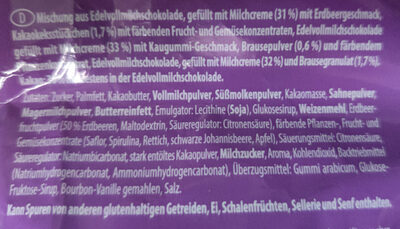 D Mischung aus Edelvollmilchschokolade, gefüllt mit Milchcreme (31 %) mit Erdbeergeschmack,
Kakaokeksstückchen (1,7 %) mit färbenden Frucht- und Gemüsekonzentraten, Edelvollmilchschokolade
gefüllt mit Milchcreme (33 %) mit Kaugummi-Geschmack, Brausepulver (0,6 %) und färbendem
gefüllt mit Milchcreme (32 %) und Brausegranulat (1,7%).
Kakao: % mindestens in der Edelvollmilchschokolade.
Zutaten: Zucker, Palmfett, Kakaobutter, Vollmilchpulver, Süßmolkenpulver, Kakaomasse, Sahnepulver,
Magermilchpulver, Butterreinfett, Emulgator: Lecithine (Soja), Glukosesirup, Weizenmehl, Erdbeer-
fruchtpulver (50 % Erdbeeren, Maltodextrin, Säureregulator: Citronensäure), färbende Pflanzen-, Frucht- und
Gemüsekonzentrate (Saflor, Spirulina, Rettich, schwarze Johannisbeere, Apfel), Säuerungsmittel: Citronensäure,
Säureregulator: Natriumbicarbonat, stark entöltes Kakaopulver, Milchzucker, Aroma, Kohlendioxid, Backtriebmittel
(Natriumhydrogencarbonat, Ammoniumhydrogencarbonat), Überzugsmittel: Gummi arabicum, Glukose-
Fruktose-Sirup, Bourbon-Vanille gemahlen, Salz.
Kann Spuren von anderen glutenhaltigen Getreiden, Ei, Schalenfrüchten, Sellerie und Senf enthalten.